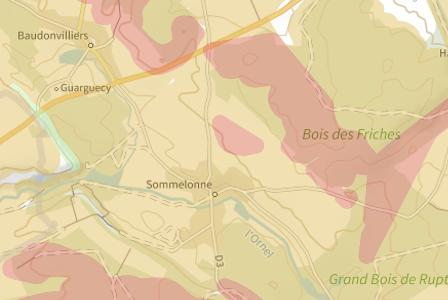 Baudonvilliers
Guarguecy
Bois des Friches
Sommelonne
l'Ornel
D3
Grand Bois de Rupt